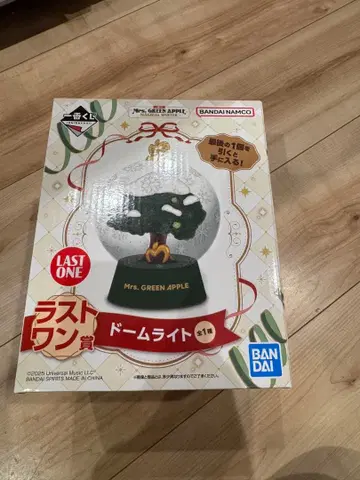 一番くじ
Mrs. GREEN APPLE
BANDAI NAMCO
最後の1個を
引くと
手に入る!
Mrs. GREEN APPLE
LAST
ONE
ラスト
ワン賞
ドームライト
全1種
BAN
DAI
©2025 Universal Music LLC
BANDAI SPIRITS MADE IN CHINA